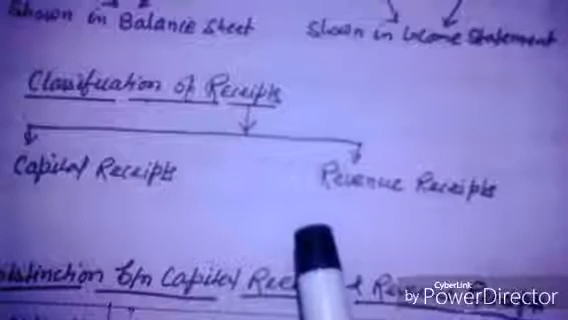 Shown in Balance Sheet
Shown in Income Statement
Classification of Receipts
Capital Receipts
Revenue Receipts
Distinction b/n Capital
CyberLink
by PowerDirector